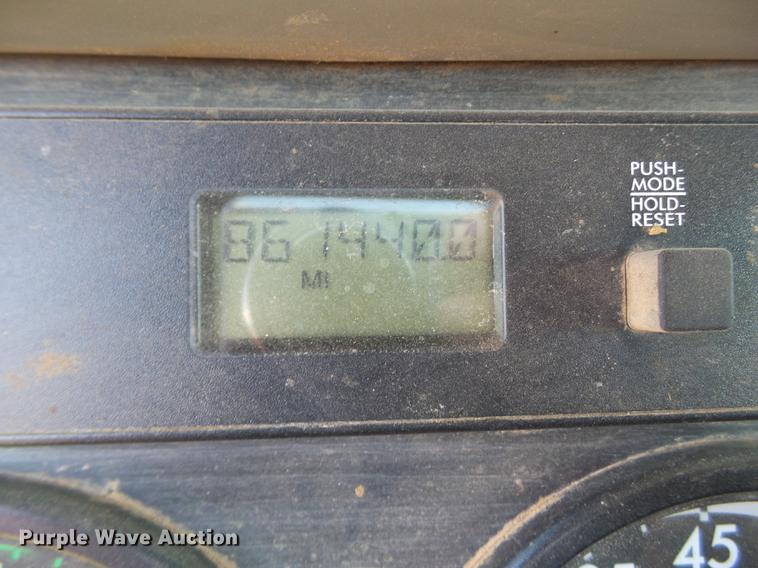 PUSH-
MODE
HOLD-
RESET
861440.0
MI
45
Purple Wave Auction